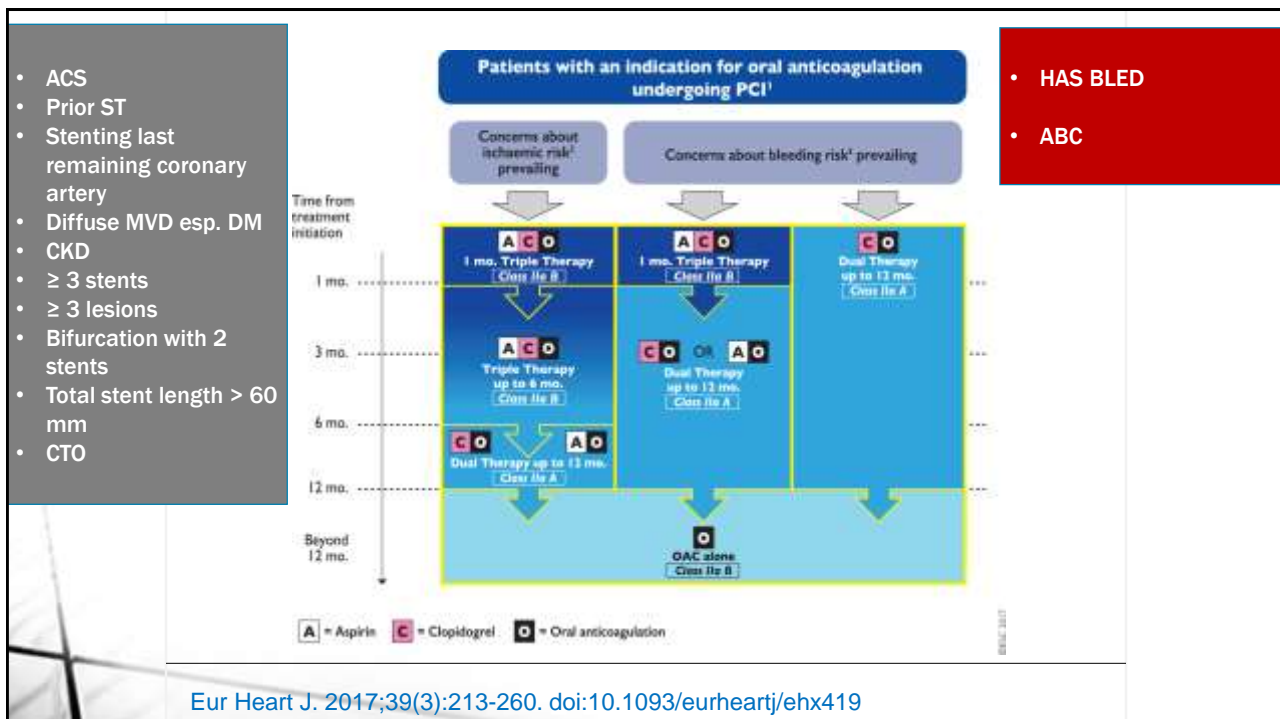 • ACS
• Prior ST
• Stenting last
remaining coronary
artery
• Diffuse MVD esp. DM
• CKD
• ≥ 3 stents
• ≥ 3 lesions
• Bifurcation with 2
stents
• Total stent length > 60
mm
• CTO
Patients with an indication for oral anticoagulation
undergoing PCI¹
Concerns about
ischaemic risk²
prevailing
Concerns about bleeding risk³ prevailing
Time from
treatment
initiation
A C O
1 mo. Triple Therapy
Class IIa B
A C O
1 mo. Triple Therapy
Class IIa B
C O
Dual Therapy
up to 12 mo.
Class IIa A
1 mo.
3 mo.
A C O
Triple Therapy
up to 6 mo.
Class IIa B
C O OR A O
Dual Therapy
up to 12 mo.
Class IIa A
6 mo.
C O A O
Dual Therapy up to 12 mo.
Class IIa A
12 mo.
Beyond
12 mo.
O
OAC alone
Class IIa B
A = Aspirin C = Clopidogrel O = Oral anticoagulation
• HAS BLED
• ABC
Eur Heart J. 2017;39(3):213-260. doi:10.1093/eurheartj/ehx419